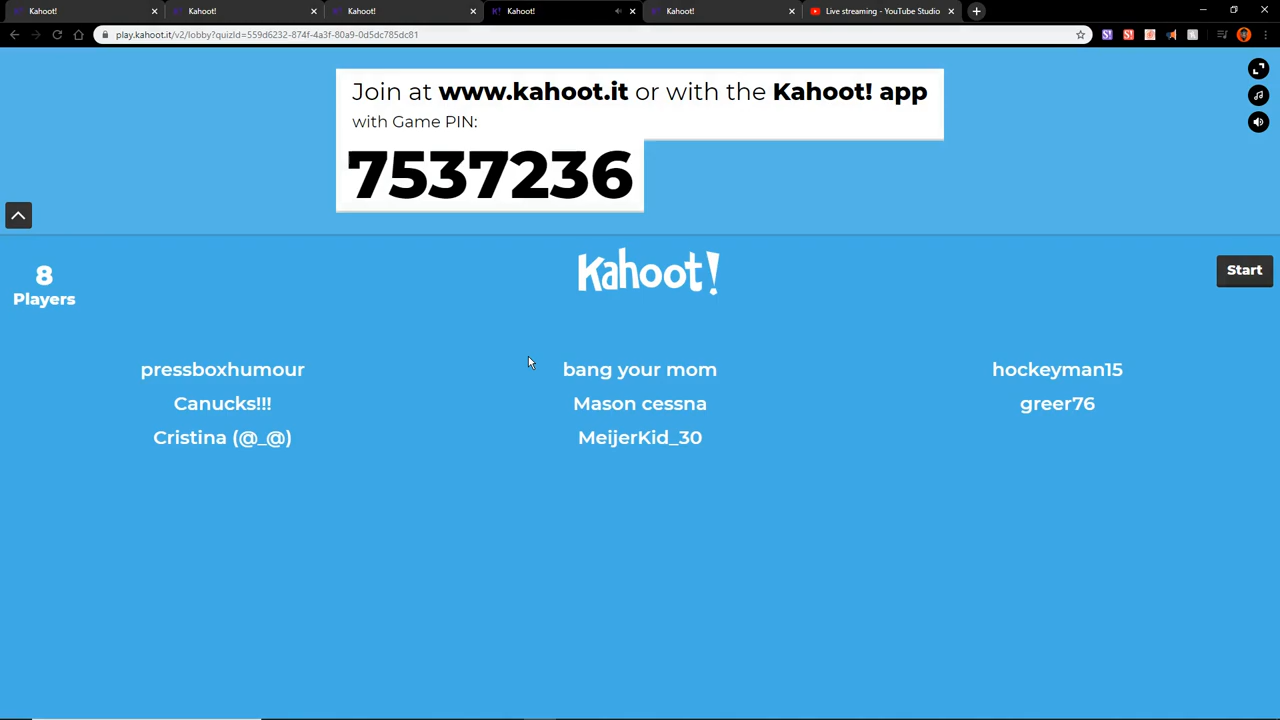 Kahoot!
Kahoot!
Kahoot!
Kahoot!
Kahoot!
Live streaming - YouTube Studio
play.kahoot.it/v2/lobby?quizId=559d6232-874f-4a3f-80a9-0d5dc785dc81
Join at www.kahoot.it or with the Kahoot! app
with Game PIN:
7537236
8
Players
Kahoot!
Start
pressboxhumour
bang your mom
hockeyman15
Canucks!!!
Mason cessna
greer76
Cristina (@_@)
MeijerKid_30